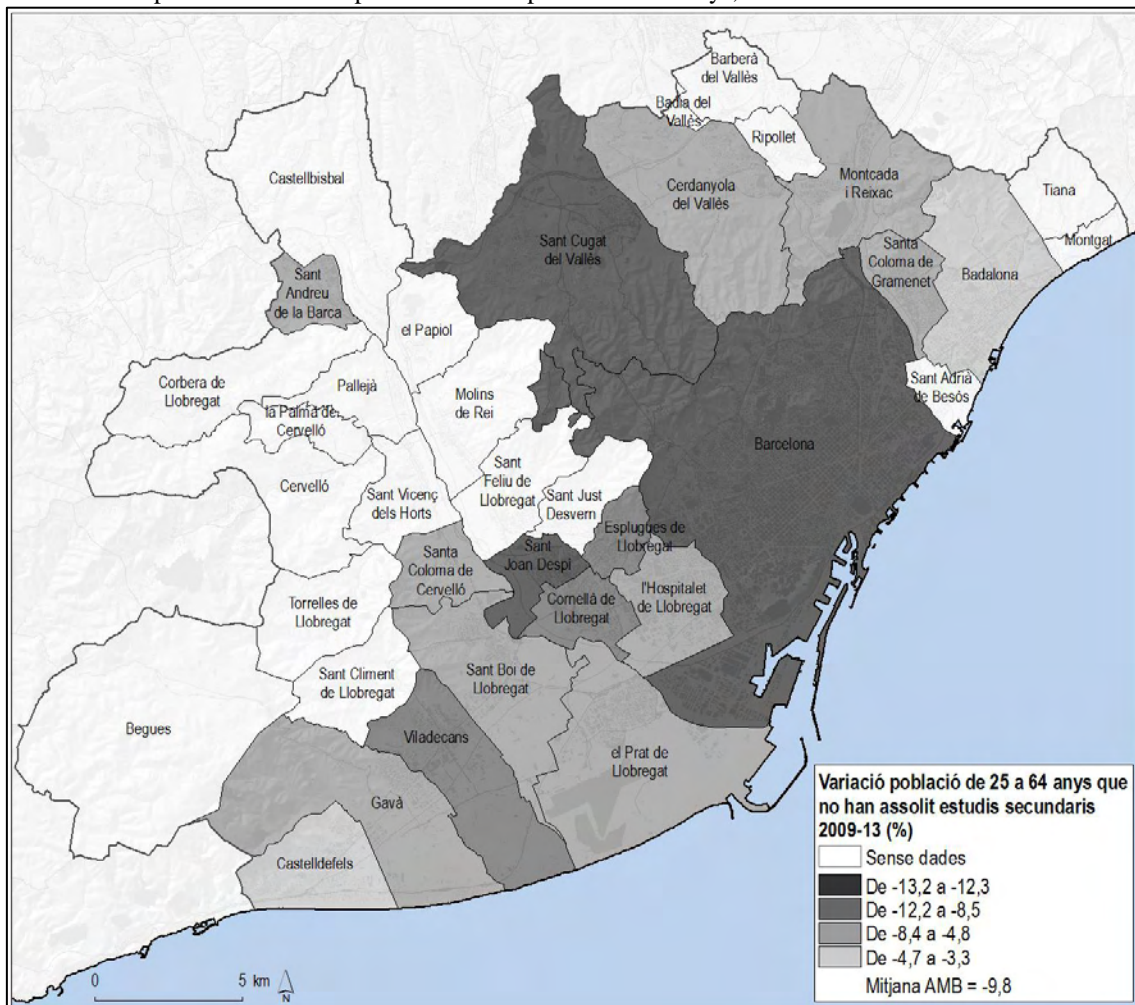 Barberà
del Vallès
Badia del
Vallès
Ripollet
Castellbisbal
Cerdanyola
del Vallès
Montcada
i Reixac
Tiana
Montgat
Sant Cugat
del Vallès
Santa
Coloma de
Gramenet
Badalona
Sant
Andreu
de la Barca
el Papiol
Corbera de
Llobregat
Pallejà
Molins
de Rei
Sant Adrià
de Besòs
la Palma de
Cervelló
Barcelona
Cervelló
Sant Vicenç
dels Horts
Sant
Feliu de
Llobregat
Sant Just
Desvern
Esplugues de
Llobregat
Santa
Coloma de
Cervelló
Sant
Joan Despí
Cornellà de
Llobregat
l'Hospitalet
de Llobregat
Torrelles de
Llobregat
Sant Climent
de Llobregat
Sant Boi de
Llobregat
Begues
Viladecans
el Prat de
Llobregat
Gavà
Castelldefels
0 5 km
N
Variació població de 25 a 64 anys que
no han assolit estudis secundaris
2009-13 (%)
Sense dades
De -13,2 a -12,3
De -12,2 a -8,5
De -8,4 a -4,8
De -4,7 a -3,3
Mitjana AMB = -9,8